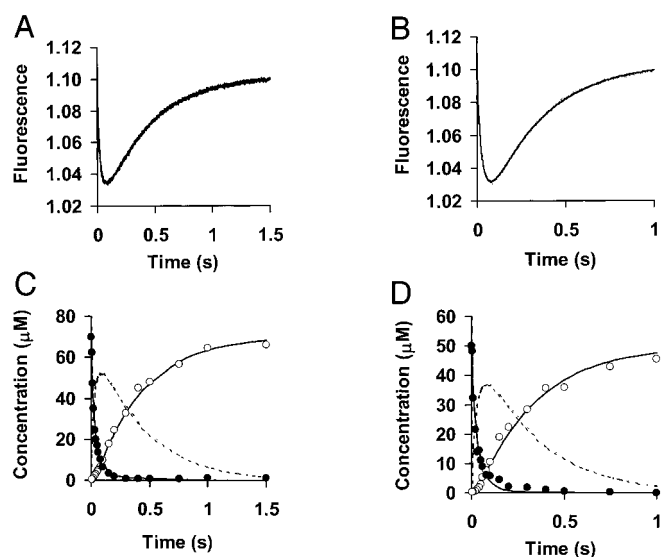 A
1.12
1.10
1.08
1.06
1.04
1.02
Fluorescence
0 0.5 1 1.5
Time (s)
B
1.12
1.10
1.08
1.06
1.04
1.02
Fluorescence
0 0.5 1
Time (s)
C
80
60
40
20
0
Concentration (μM)
0 0.5 1 1.5
Time (s)
D
60
50
40
30
20
10
0
Concentration (μM)
0 0.5 1
Time (s)